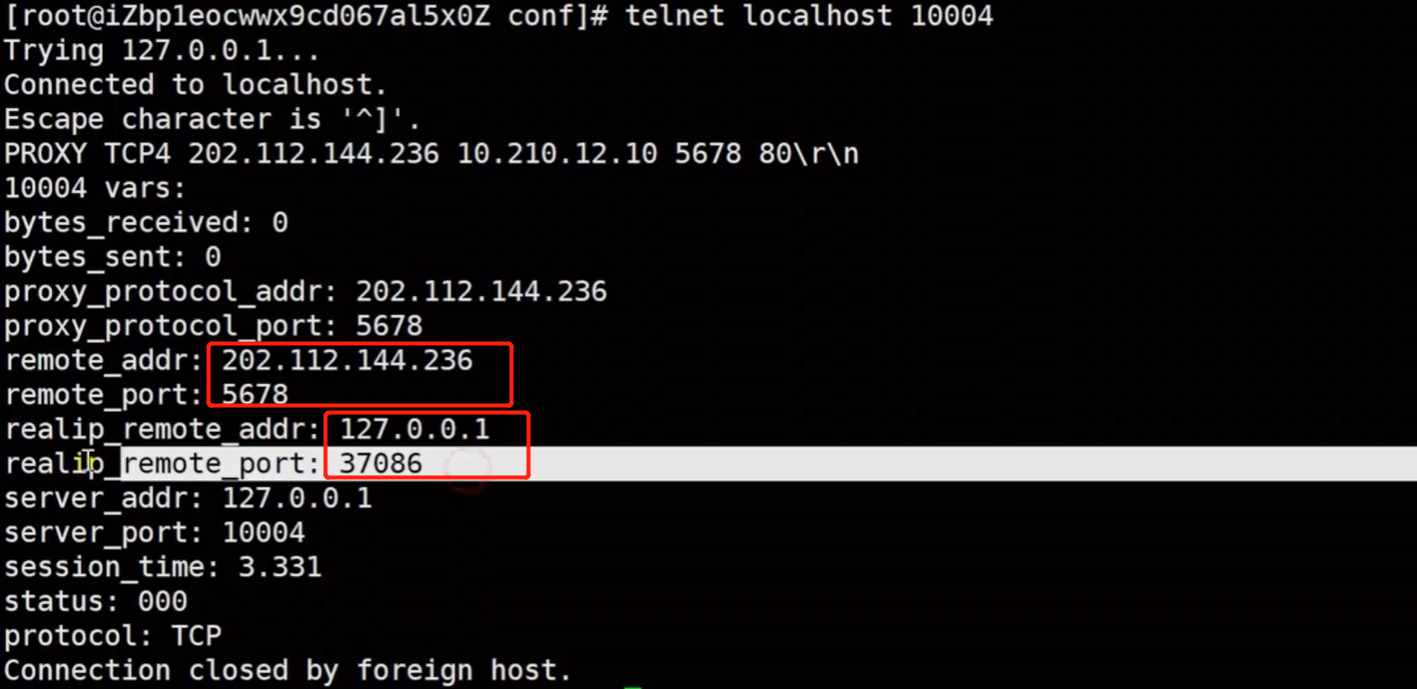 [root@iZbp1eocwwx9cd067al5x0Z conf]# telnet localhost 10004
Trying 127.0.0.1...
Connected to localhost.
Escape character is '^]'.
PROXY TCP4 202.112.144.236 10.210.12.10 5678 80\r\n
10004 vars:
bytes_received: 0
bytes_sent: 0
proxy_protocol_addr: 202.112.144.236
proxy_protocol_port: 5678
remote_addr: 202.112.144.236
remote_port: 5678
realip_remote_addr: 127.0.0.1
realip_remote_port: 37086
server_addr: 127.0.0.1
server_port: 10004
session_time: 3.331
status: 000
protocol: TCP
Connection closed by foreign host.